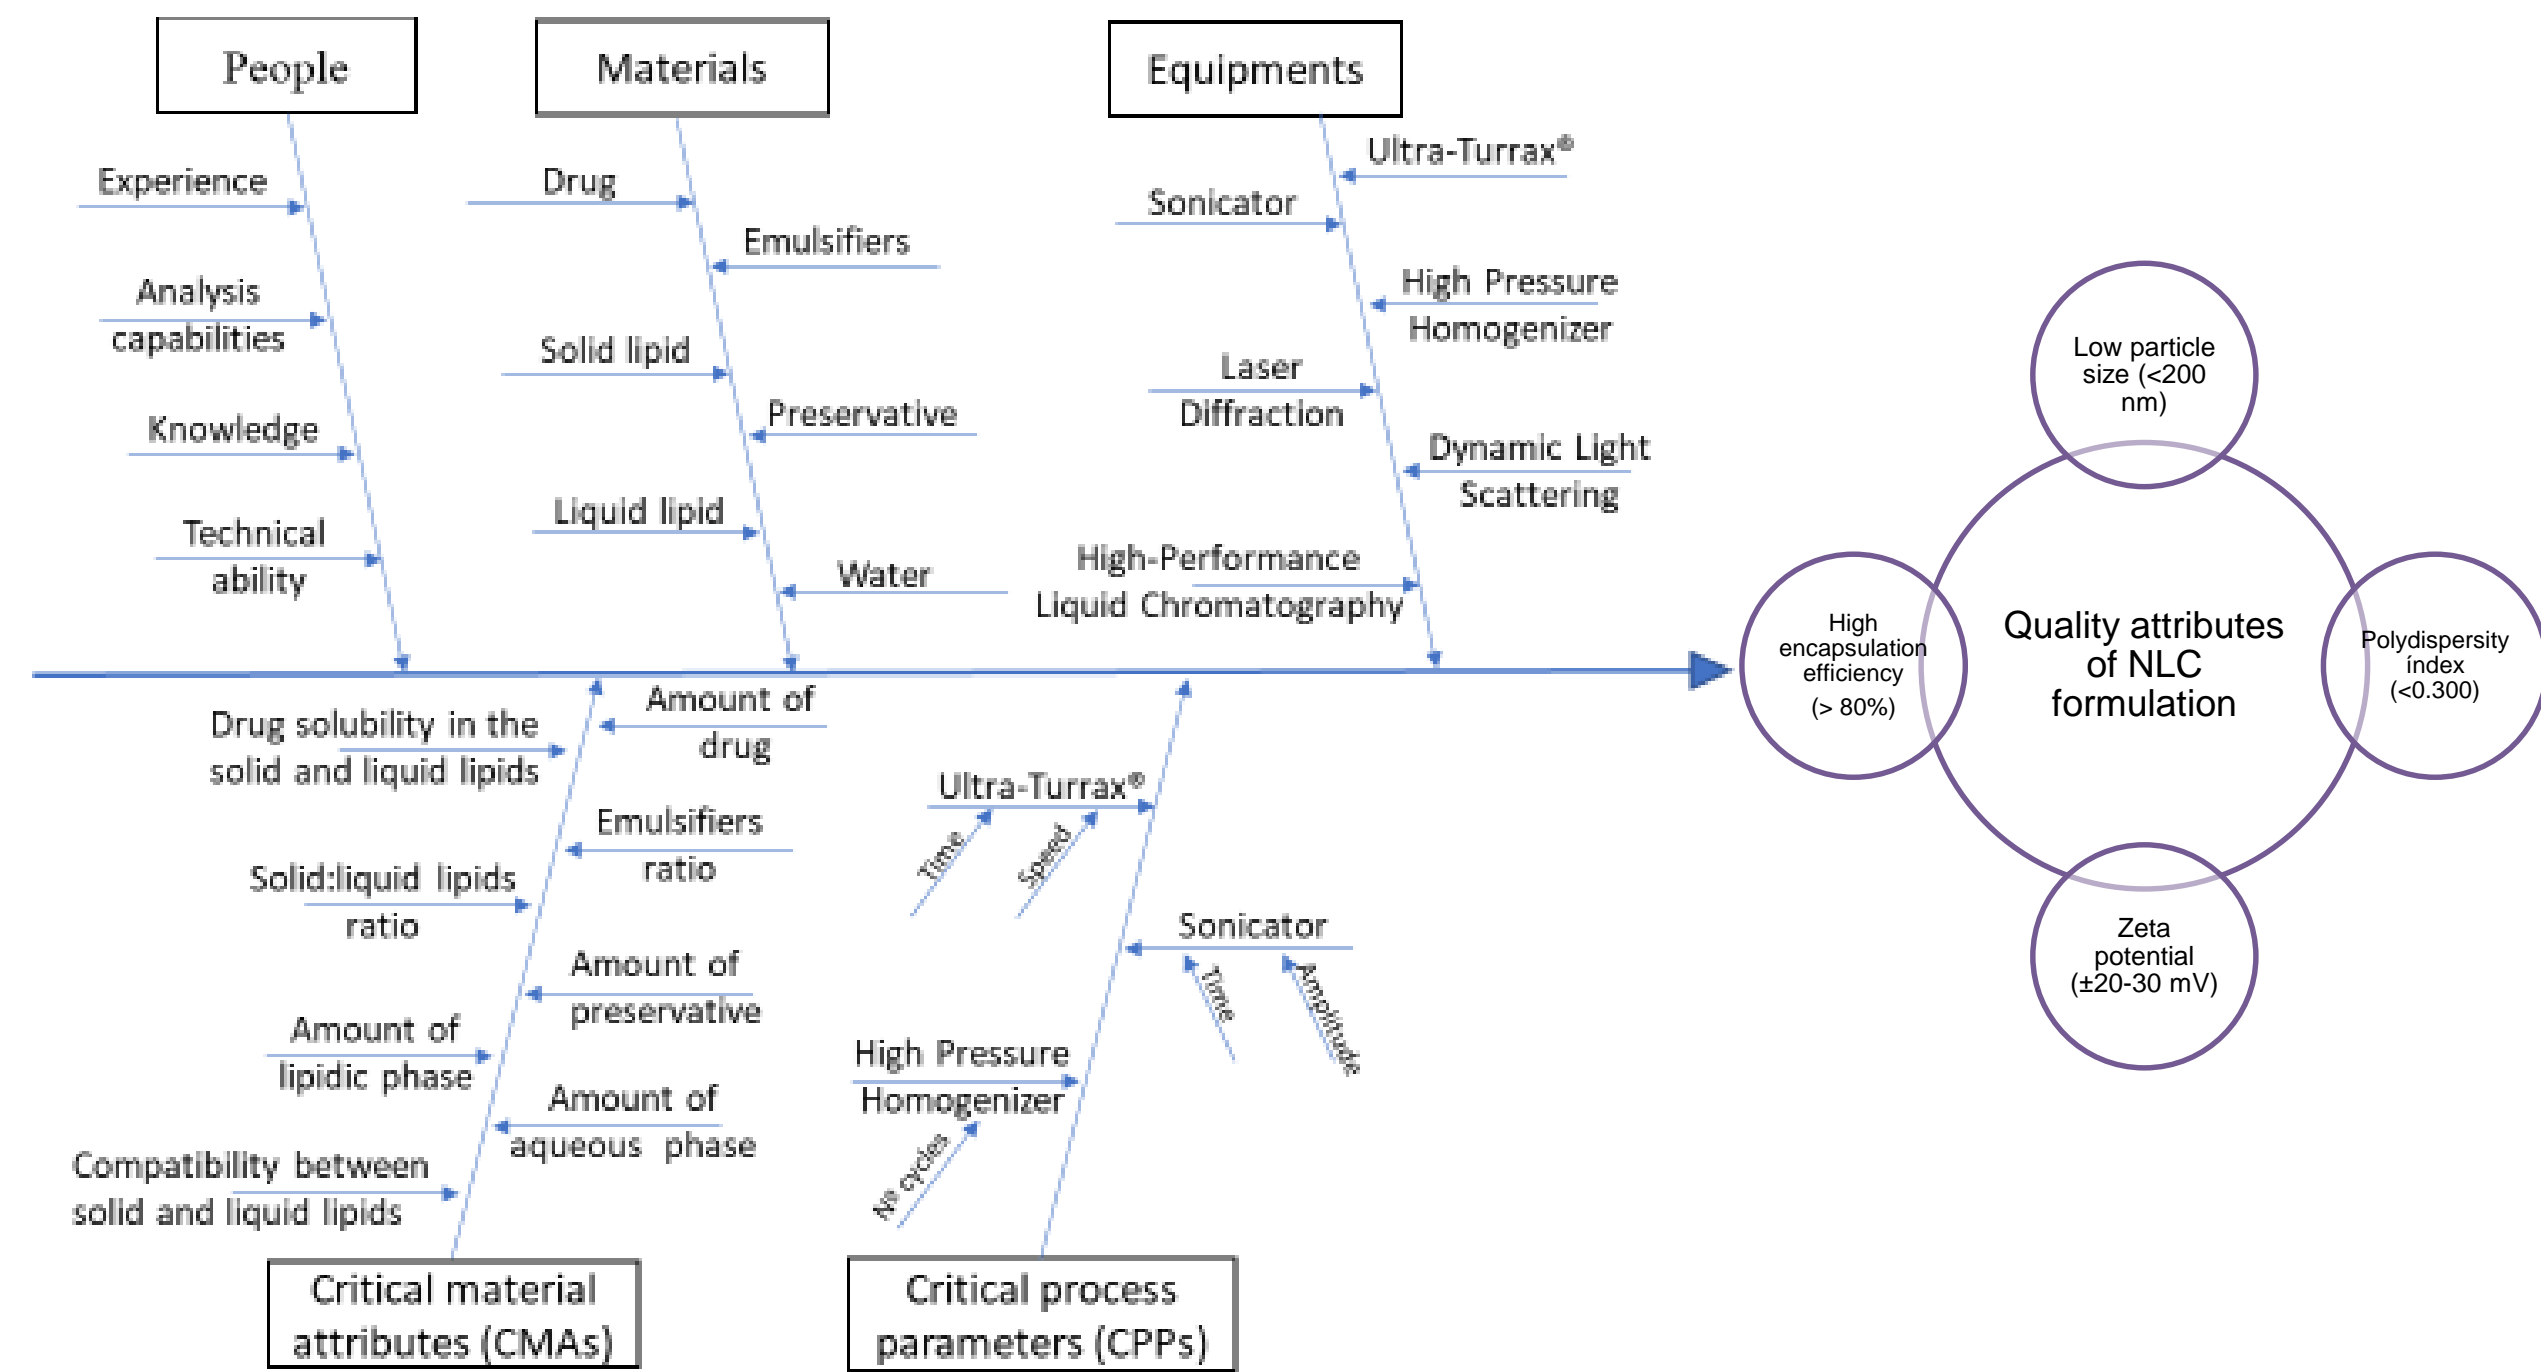 People
Materials
Equipments
Experience
Analysis
capabilities
Knowledge
Technical
ability
Drug
Emulsifiers
Solid lipid
Preservative
Liquid lipid
Water
Ultra-Turrax®
Sonicator
High Pressure
Homogenizer
Laser
Diffraction
Dynamic Light
Scattering
High-Performance
Liquid Chromatography
Drug solubility in the
solid and liquid lipids
Amount of
drug
Emulsifiers
ratio
Solid:liquid lipids
ratio
Amount of
preservative
Amount of
lipidic phase
Amount of
aqueous phase
Compatibility between
solid and liquid lipids
Critical material
attributes (CMAs)
Ultra-Turrax®
Time
Speed
Sonicator
Time
Amplitude
High Pressure
Homogenizer
Nº cycles
Critical process
parameters (CPPs)
Low particle
size (<200
nm)
High
encapsulation
efficiency
(> 80%)
Quality attributes
of NLC
formulation
Polydispersity
índex
(<0.300)
Zeta
potential
(±20-30 mV)